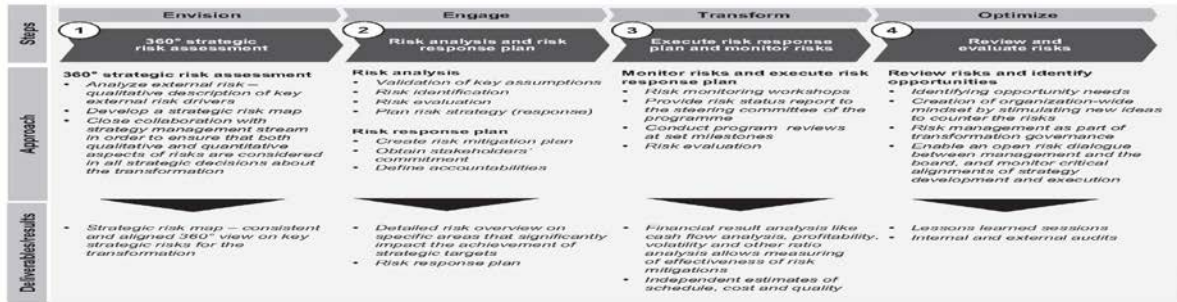 Envision
Engage
Transform
Optimize
Steps
1
360° strategic
risk assessment
2
Risk analysis and risk
response plan
3
Execute risk response
plan and monitor risks
4
Review and
evaluate risks
Approach
360° strategic risk assessment
• Analyze external risk –
qualitative description of key
external risk drivers
• Develop a strategic risk map
• Close collaboration with
strategy management stream
in order to ensure that both
qualitative and quantitative
aspects of risks are considered
in all strategic decisions about
the transformation
Risk analysis
• Validation of key assumptions
• Risk identification
• Risk evaluation
• Plan risk strategy (response)
Risk response plan
• Create risk mitigation plan
• Obtain stakeholders'
commitment
• Define accountabilities
Monitor risks and execute risk
response plan
• Risk monitoring workshops
• Provide risk status report to
the steering committee of the
programme
• Conduct program reviews
at set milestones
• Risk evaluation
Review risks and identify
opportunities
• Identifying opportunity needs
• Creation of organization-wide
mindset by stimulating new ideas
to counter the risks
• Risk management as part of
transformation governance
• Enable an open risk dialogue
between management and the
board, and monitor critical
alignments of strategy
development and execution
Deliverables/results
• Strategic risk map – consistent
and aligned 360° view on key
strategic risks for the
transformation
• Detailed risk overview on
specific areas that significantly
impact the achievement of
strategic targets
• Risk response plan
• Financial result analysis like
cash flow analysis, profitability,
volatility and other ratio
analysis allows measuring
of effectiveness of risk
mitigations
• Independent estimates of
schedule, cost and quality
• Lessons learned sessions
• Internal and external audits